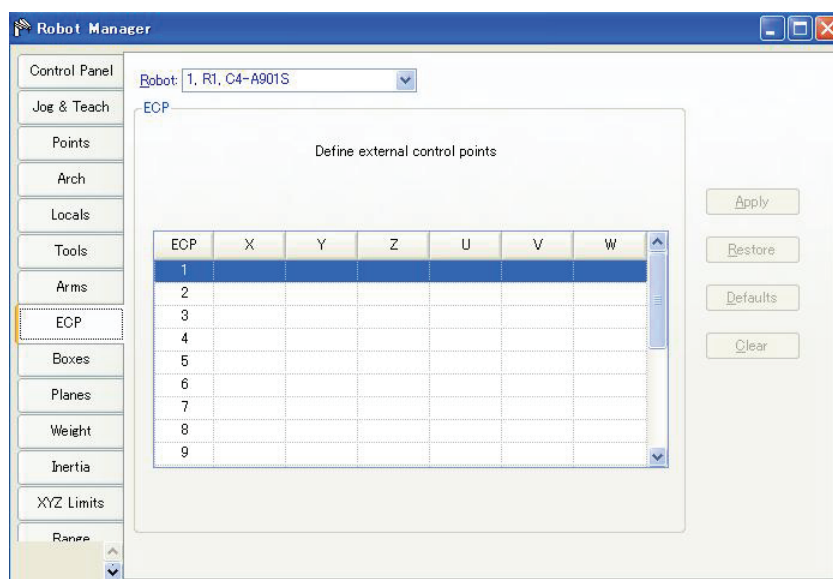 Robot Manager
Control Panel
Jog & Teach
Points
Arch
Locals
Tools
Arms
ECP
Boxes
Planes
Weight
Inertia
XYZ Limits
Range
Robot: 1, R1, C4-A901S
ECP
Define external control points
ECP X Y Z U V W
1
2
3
4
5
6
7
8
9
Apply
Restore
Defaults
Clear